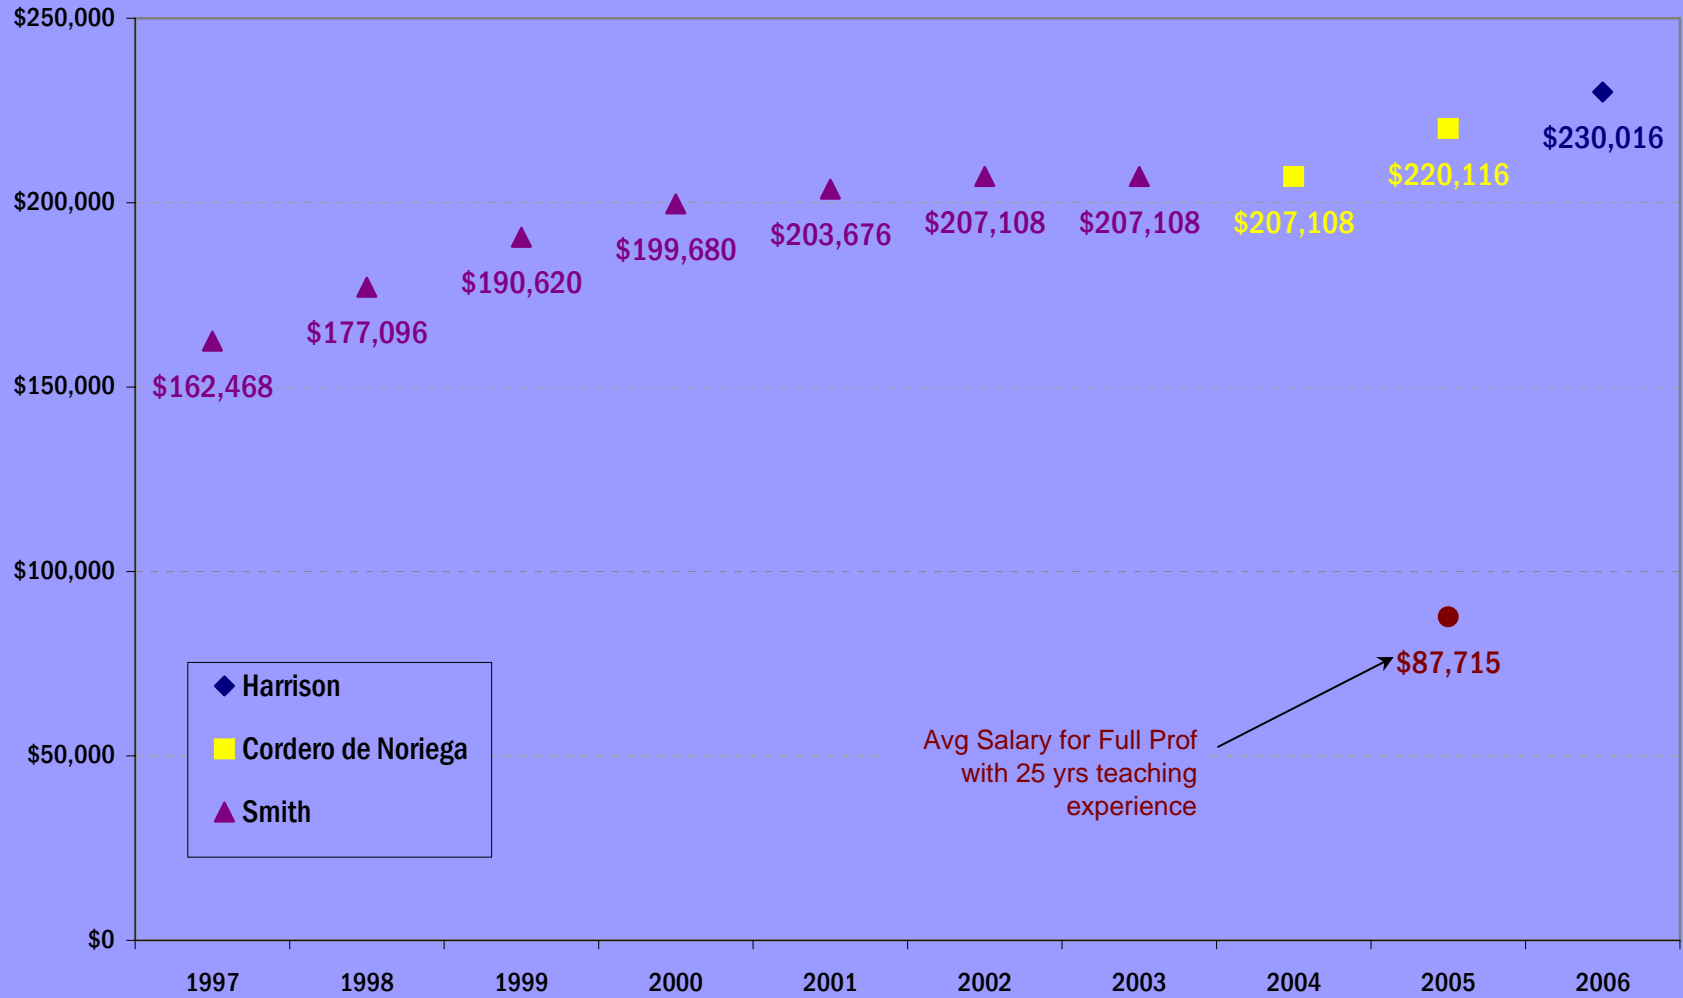 $250,000
$200,000
$150,000
$100,000
$50,000
$0
$162,468
$177,096
$190,620
$199,680
$203,676
$207,108
$207,108
$207,108
$220,116
$230,016
$87,715
Avg Salary for Full Prof
with 25 yrs teaching
experience
Harrison
Cordero de Noriega
Smith
1997 1998 1999 2000 2001 2002 2003 2004 2005 2006